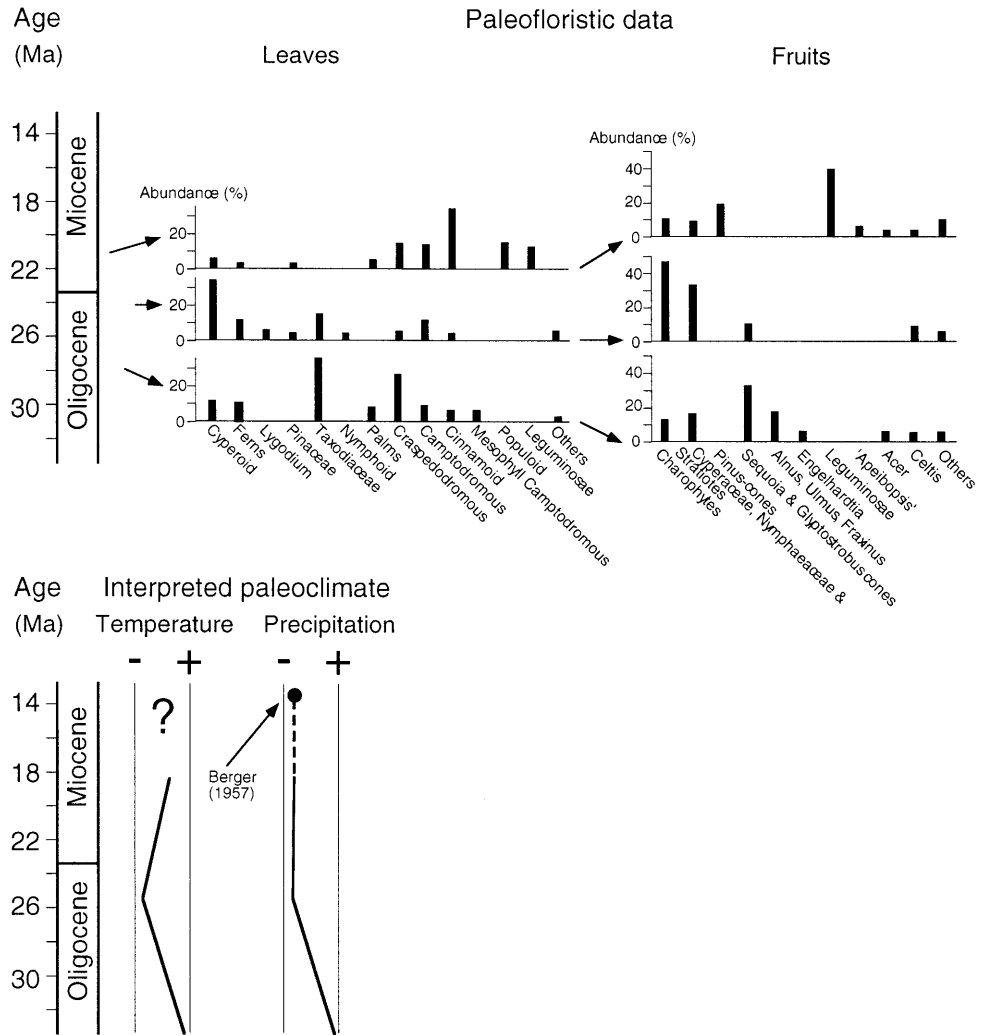 Age
(Ma)
Paleofloristic data
Leaves
Fruits
14
18
22
26
30
Miocene
Oligocene
Abundance (%)
20
0
20
0
20
0
Cyperoid
Ferns
Lygodium
Pinaceae
Taxodiaceae
Nymphoid
Palms
Craspedodromous
Camptodromous
Cinnamoid
Mesophyll Camptodromous
Populoid
Leguminosae
Others
Abundance (%)
40
20
0
40
20
0
40
20
0
Charophytes
Stratiotes
Cyperaceae, Nymphaeaceae &
Pinus-cones
Sequoia & Glyptostrobus cones
Alnus, Ulmus, Fraxinus
Engelhardtia
Leguminosae
'Apeibopsis'
Acer
Celtis
Others
Age
(Ma)
Interpreted paleoclimate
Temperature
Precipitation
- +
- +
14
18
22
26
30
Miocene
Oligocene
?
Berger
(1957)